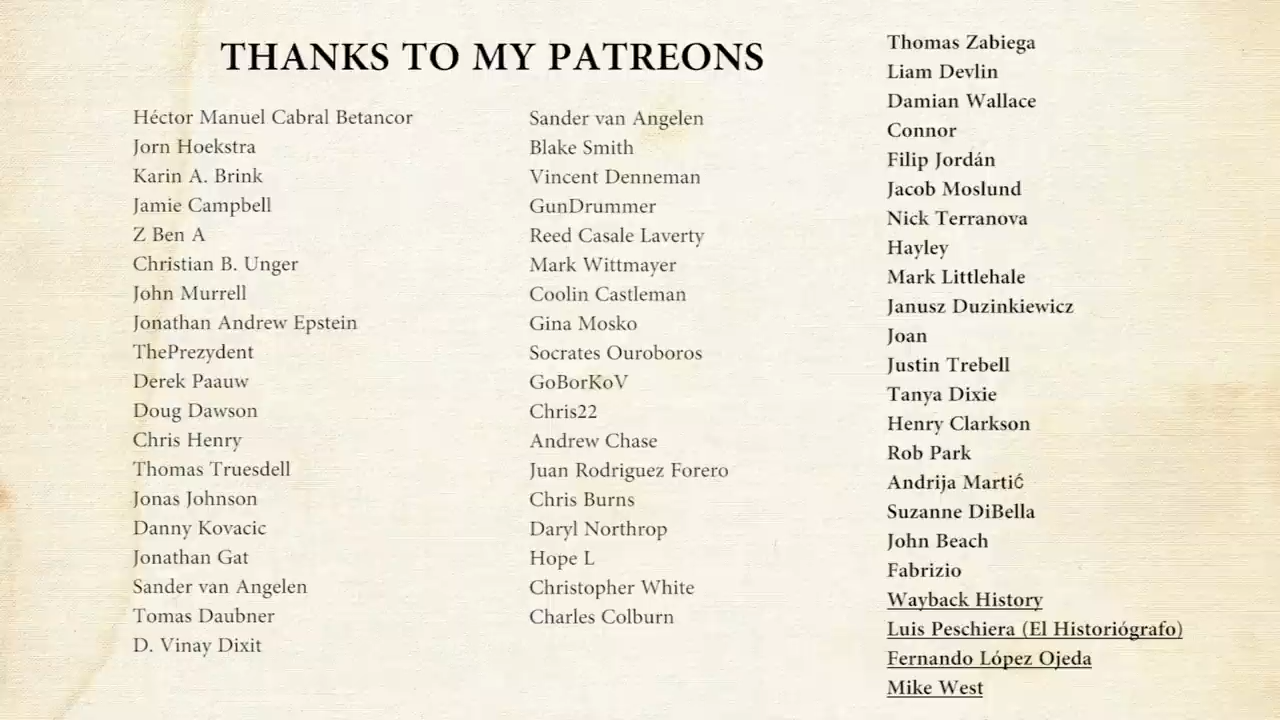 THANKS TO MY PATREONS
Héctor Manuel Cabral Betancor
Jorn Hoekstra
Karin A. Brink
Jamie Campbell
Z Ben A
Christian B. Unger
John Murrell
Jonathan Andrew Epstein
ThePrezydent
Derek Paauw
Doug Dawson
Chris Henry
Thomas Truesdell
Jonas Johnson
Danny Kovacic
Jonathan Gat
Sander van Angelen
Tomas Daubner
D. Vinay Dixit
Sander van Angelen
Blake Smith
Vincent Denneman
GunDrummer
Reed Casale Laverty
Mark Wittmayer
Coolin Castleman
Gina Mosko
Socrates Ouroboros
GoBorKoV
Chris22
Andrew Chase
Juan Rodriguez Forero
Chris Burns
Daryl Northrop
Hope L
Christopher White
Charles Colburn
Thomas Zabiega
Liam Devlin
Damian Wallace
Connor
Filip Jordán
Jacob Moslund
Nick Terranova
Hayley
Mark Littlehale
Janusz Duzinkiewicz
Joan
Justin Trebell
Tanya Dixie
Henry Clarkson
Rob Park
Andrija Martić
Suzanne DiBella
John Beach
Fabrizio
Wayback History
Luis Peschiera (El Historiógrafo)
Fernando López Ojeda
Mike West